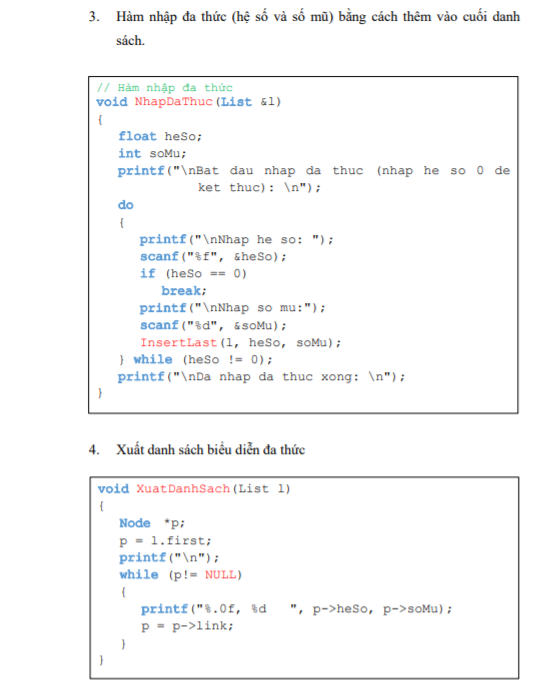 3. Hàm nhập đa thức (hệ số và số mũ) bằng cách thêm vào cuối danh
sách.
// Hàm nhập đa thức
void NhapDaThuc(List &l)
{
float heSo;
int soMu;
printf("\nBat dau nhap da thuc (nhap he so 0 de
ket thuc): \n");
do
{
printf("\nNhap he so: ");
scanf("%f", &heSo);
if (heSo == 0)
break;
printf("\nNhap so mu:");
scanf("%d", &soMu);
InsertLast(l, heSo, soMu);
} while (heSo != 0);
printf("\nDa nhap da thuc xong: \n");
}
4. Xuất danh sách biểu diễn đa thức
void XuatDanhSach(List l)
{
Node *p;
p = l.first;
printf("\n");
while (p!= NULL)
{
printf("%.0f, %d   ", p->heSo, p->soMu);
p = p->link;
}
}